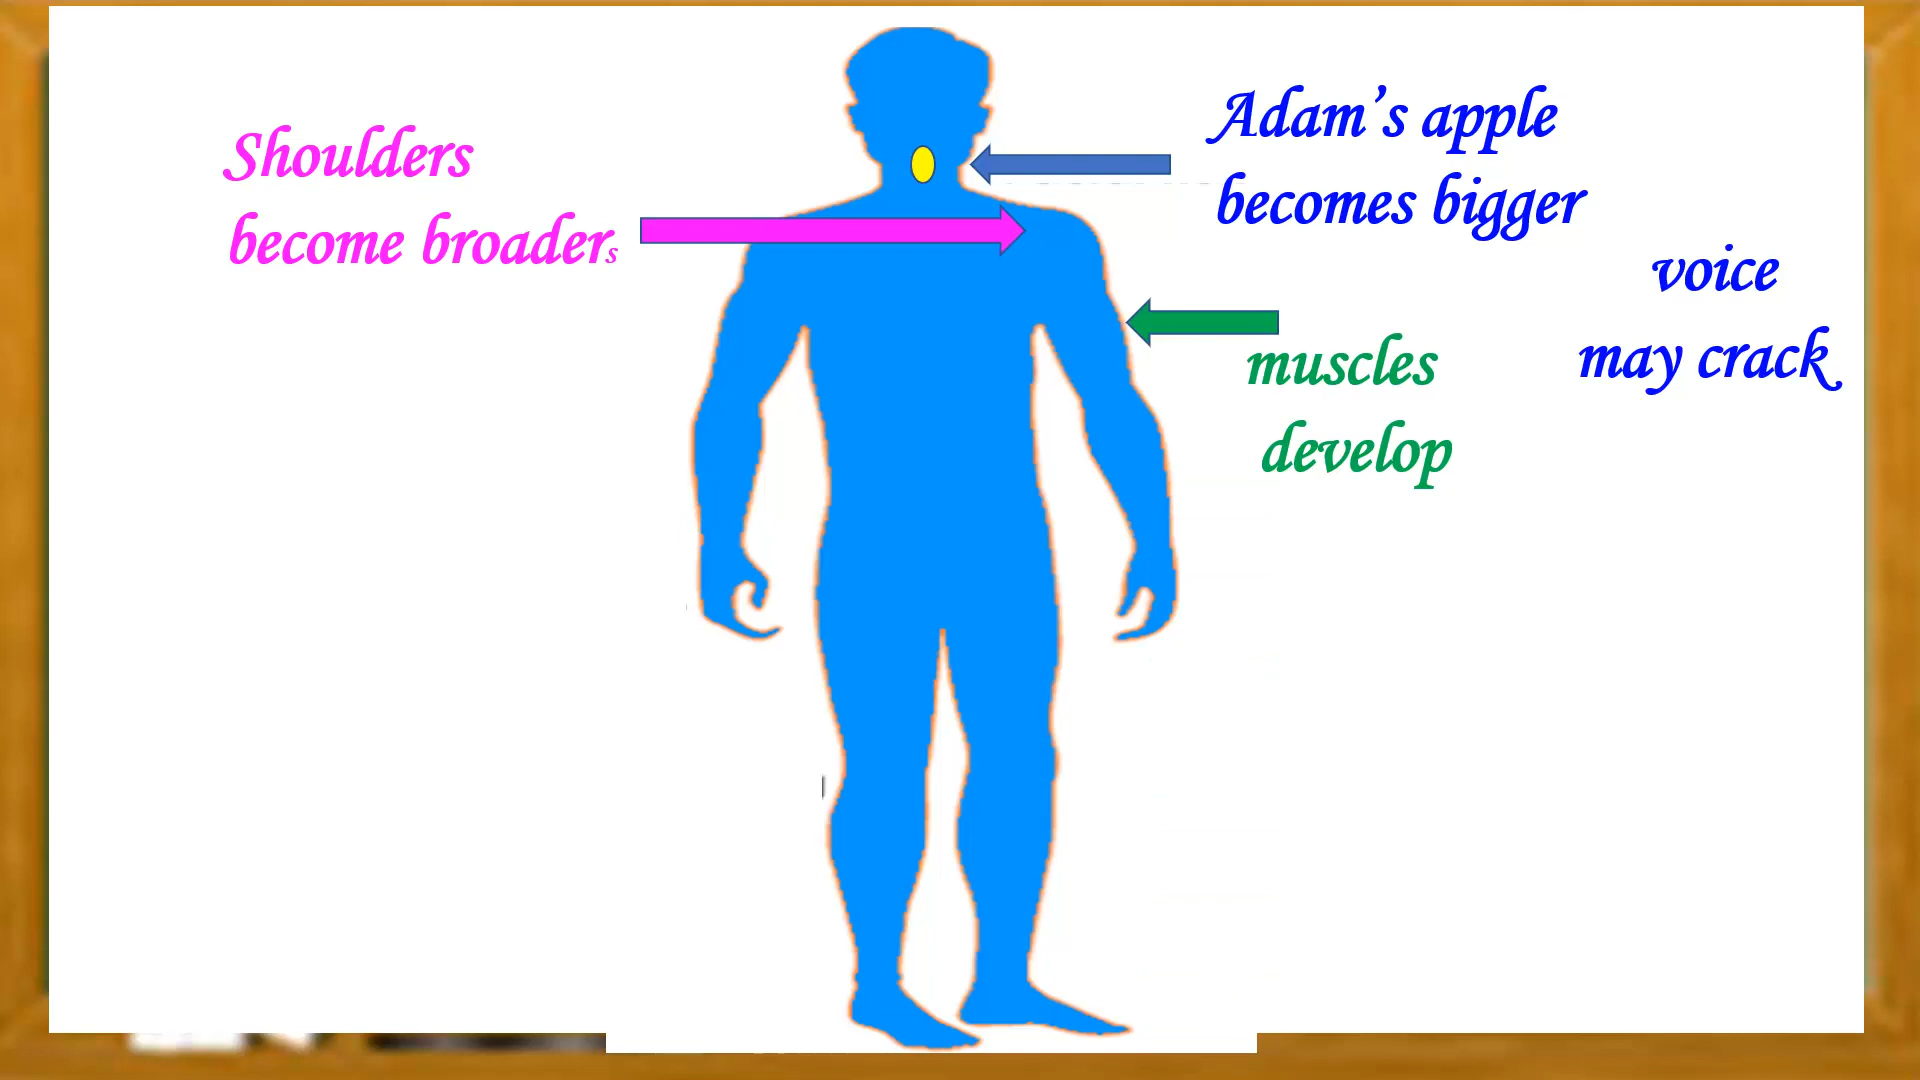 Shoulders
become broaders
Adam’s apple
becomes bigger
voice
may crack
muscles
develop